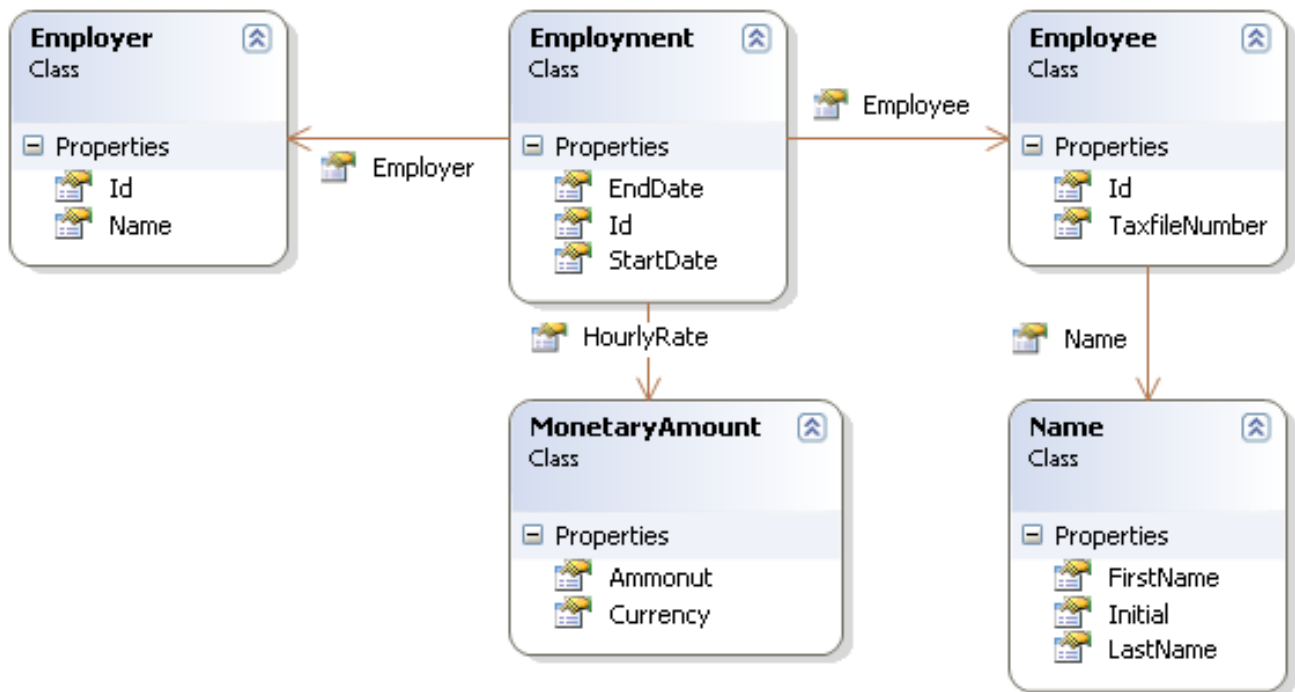 Employer
Class
Properties
Id
Name
Employer
Employment
Class
Properties
EndDate
Id
StartDate
Employee
Employee
Class
Properties
Id
TaxfileNumber
HourlyRate
Name
MonetaryAmount
Class
Properties
Ammonut
Currency
Name
Class
Properties
FirstName
Initial
LastName